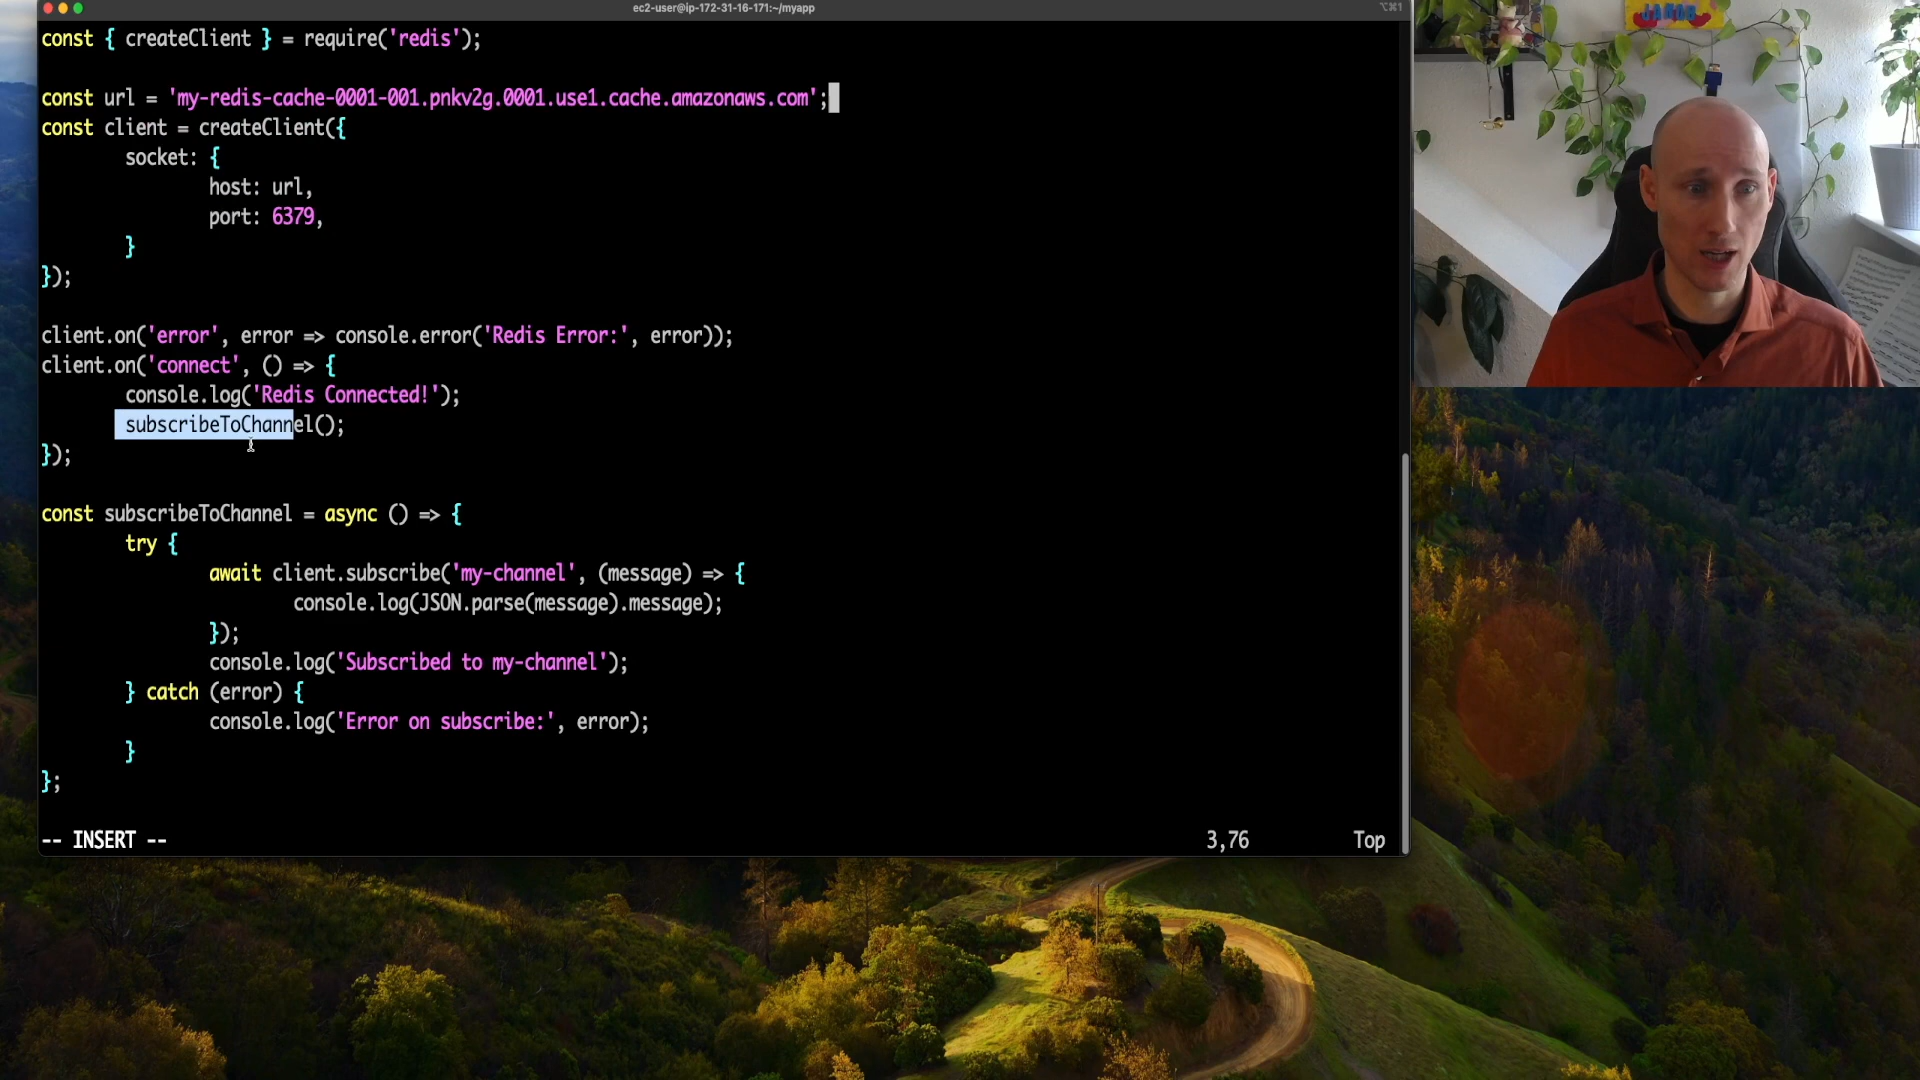 ec2-user@ip-172-31-16-171:~/myapp
⌥⌘1
const { createClient } = require('redis');
const url = 'my-redis-cache-0001-001.pnkv2g.0001.use1.cache.amazonaws.com';
const client = createClient({
socket: {
host: url,
port: 6379,
}
});
client.on('error', error => console.error('Redis Error:', error));
client.on('connect', () => {
console.log('Redis Connected!');
subscribeToChannel();
});
const subscribeToChannel = async () => {
try {
await client.subscribe('my-channel', (message) => {
console.log(JSON.parse(message).message);
});
console.log('Subscribed to my-channel');
} catch (error) {
console.log('Error on subscribe:', error);
}
};
-- INSERT --
3,76
Top